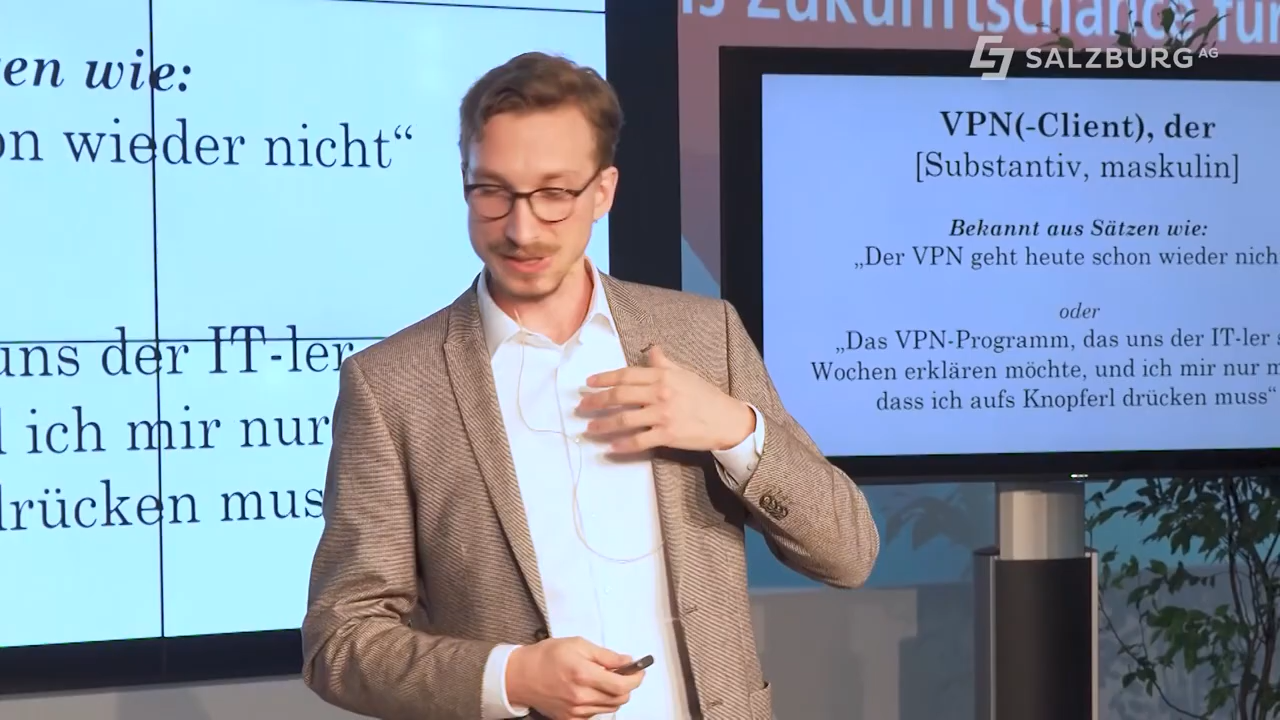 en wie:
on wieder nicht“
uns der IT-ler
ich mir nur
drücken mus
Zukunftschance für
SALZBURG AG
VPN(-Client), der
[Substantiv, maskulin]
Bekannt aus Sätzen wie:
„Der VPN geht heute schon wieder nich
oder
„Das VPN-Programm, das uns der IT-ler s
Wochen erklären möchte, und ich mir nur m
dass ich aufs Knopferl drücken muss“